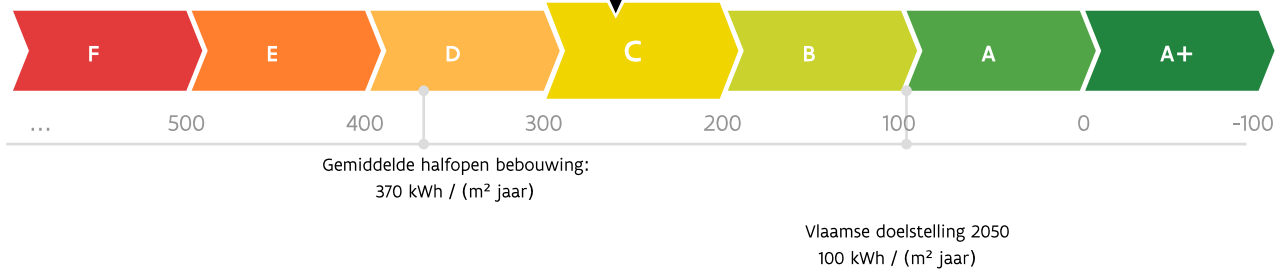 F E D C B A A+
... 500 400 300 200 100 0 -100
Gemiddelde halfopen bebouwing:
370 kWh / (m² jaar)
Vlaamse doelstelling 2050
100 kWh / (m² jaar)